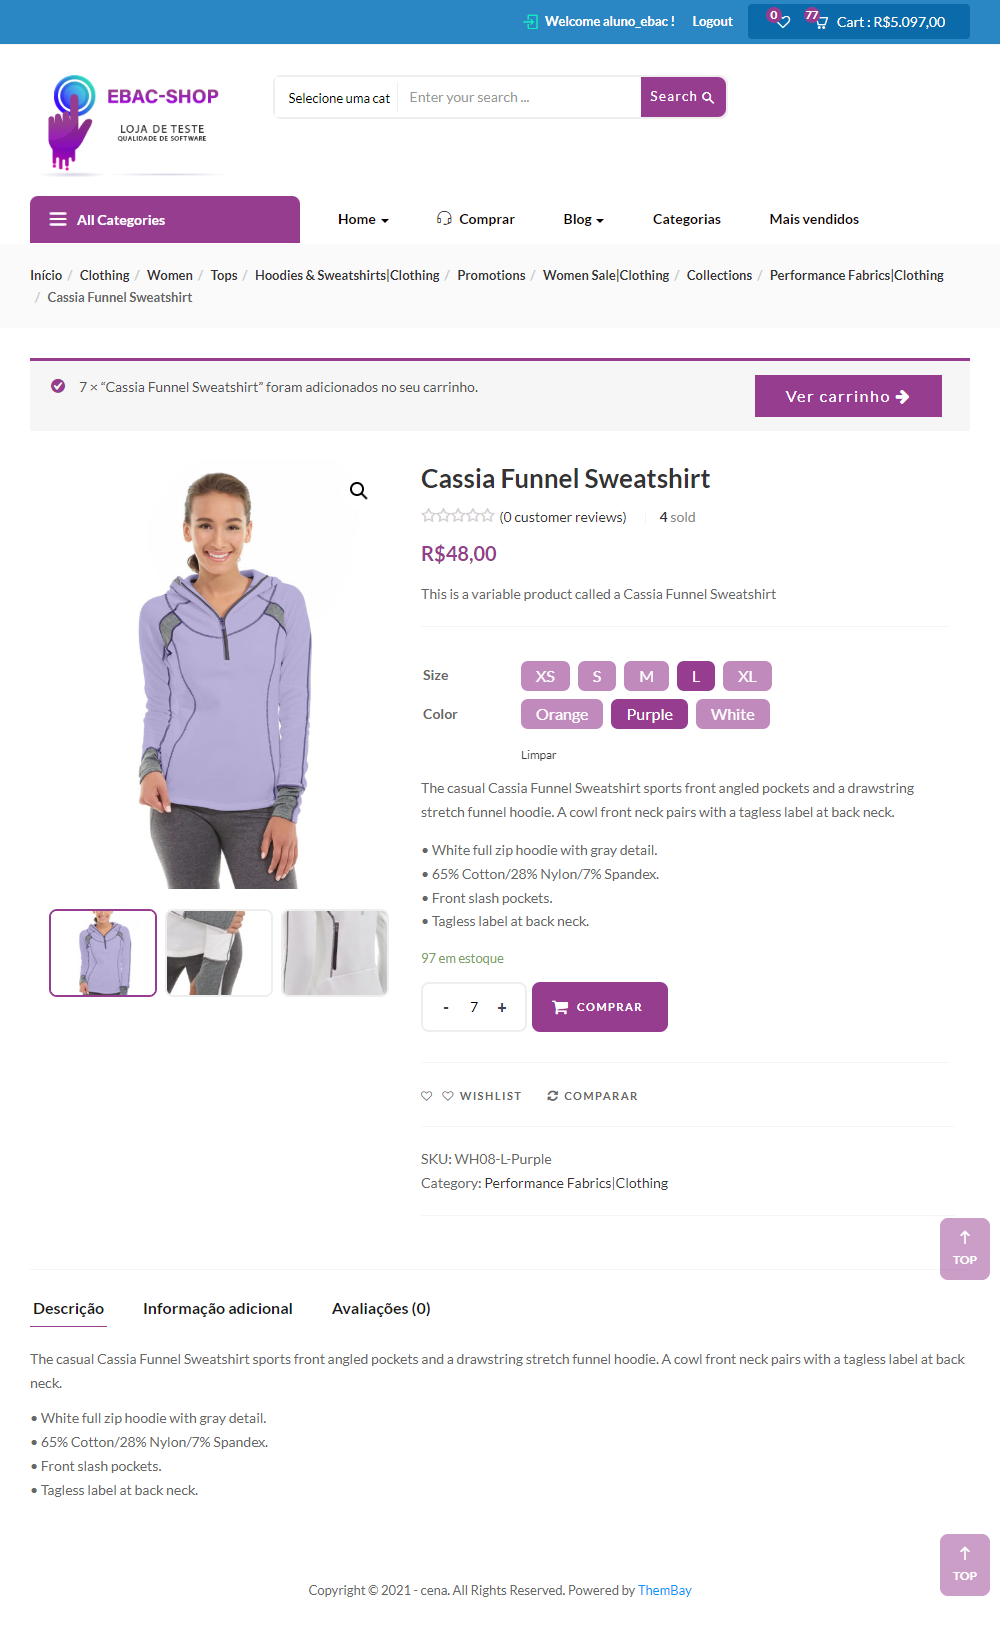 Welcome aluno_ebac ! Logout 0 77 Cart : R$5.097,00
EBAC-SHOP
LOJA DE TESTE
QUALIDADE DE SOFTWARE
Selecione uma cat Enter your search ... Search
All Categories Home Comprar Blog Categorias Mais vendidos
Início / Clothing / Women / Tops / Hoodies & Sweatshirts|Clothing / Promotions / Women Sale|Clothing / Collections / Performance Fabrics|Clothing
/ Cassia Funnel Sweatshirt
7 × “Cassia Funnel Sweatshirt” foram adicionados no seu carrinho. Ver carrinho
Cassia Funnel Sweatshirt
(0 customer reviews) 4 sold
R$48,00
This is a variable product called a Cassia Funnel Sweatshirt
Size XS S M L XL
Color Orange Purple White
Limpar
The casual Cassia Funnel Sweatshirt sports front angled pockets and a drawstring
stretch funnel hoodie. A cowl front neck pairs with a tagless label at back neck.
• White full zip hoodie with gray detail.
• 65% Cotton/28% Nylon/7% Spandex.
• Front slash pockets.
• Tagless label at back neck.
97 em estoque
- 7 + COMPRAR
WISHLIST COMPARAR
SKU: WH08-L-Purple
Category: Performance Fabrics|Clothing
TOP
Descrição Informação adicional Avaliações (0)
The casual Cassia Funnel Sweatshirt sports front angled pockets and a drawstring stretch funnel hoodie. A cowl front neck pairs with a tagless label at back
neck.
• White full zip hoodie with gray detail.
• 65% Cotton/28% Nylon/7% Spandex.
• Front slash pockets.
• Tagless label at back neck.
TOP
Copyright © 2021 - cena. All Rights Reserved. Powered by ThemBay